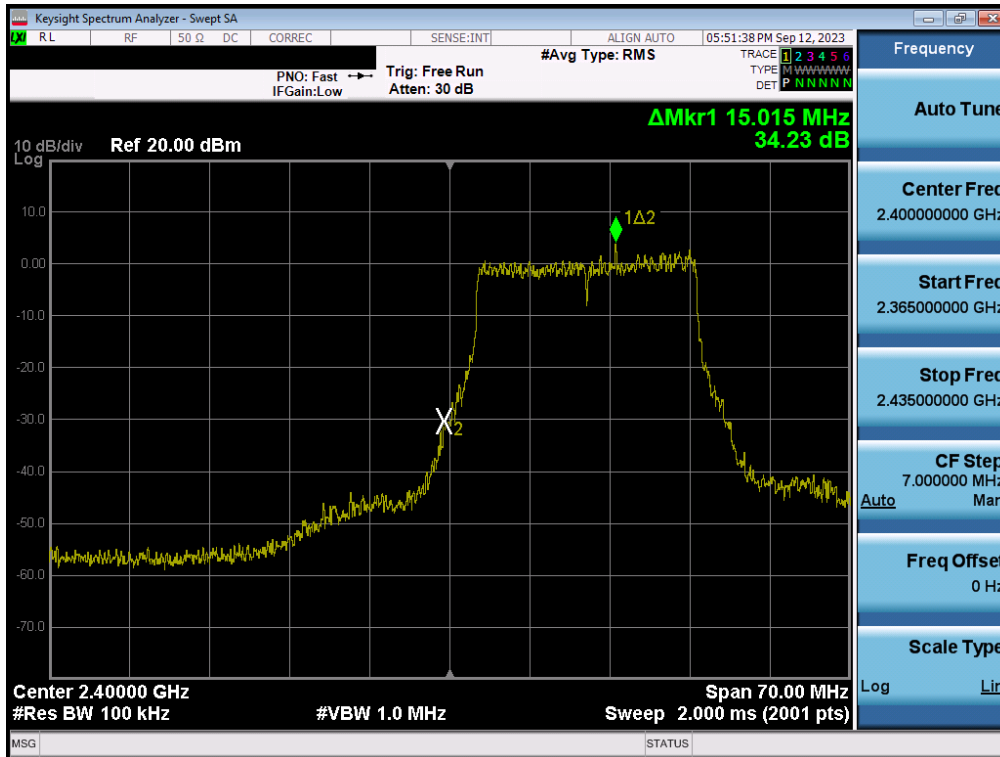 Keysight Spectrum Analyzer - Swept SA
LXI RL RF 50 Ω DC CORREC SENSE:INT ALIGN AUTO 05:51:38 PM Sep 12, 2023
PNO: Fast
IFGain:Low
Trig: Free Run
Atten: 30 dB
#Avg Type: RMS
TRACE 1 2 3 4 5 6
TYPE M WWWWW
DET P N N N N N
ΔMkr1 15.015 MHz
34.23 dB
10 dB/div
Log
Ref 20.00 dBm
10.0
0.00
-10.0
-20.0
-30.0
-40.0
-50.0
-60.0
-70.0
1Δ2
X2
Center 2.40000 GHz
Span 70.00 MHz
#Res BW 100 kHz
#VBW 1.0 MHz
Sweep 2.000 ms (2001 pts)
MSG
STATUS
Frequency
Auto Tune
Center Freq
2.400000000 GHz
Start Freq
2.365000000 GHz
Stop Freq
2.435000000 GHz
CF Step
7.000000 MHz
Auto Man
Freq Offset
0 Hz
Scale Type
Log Lin